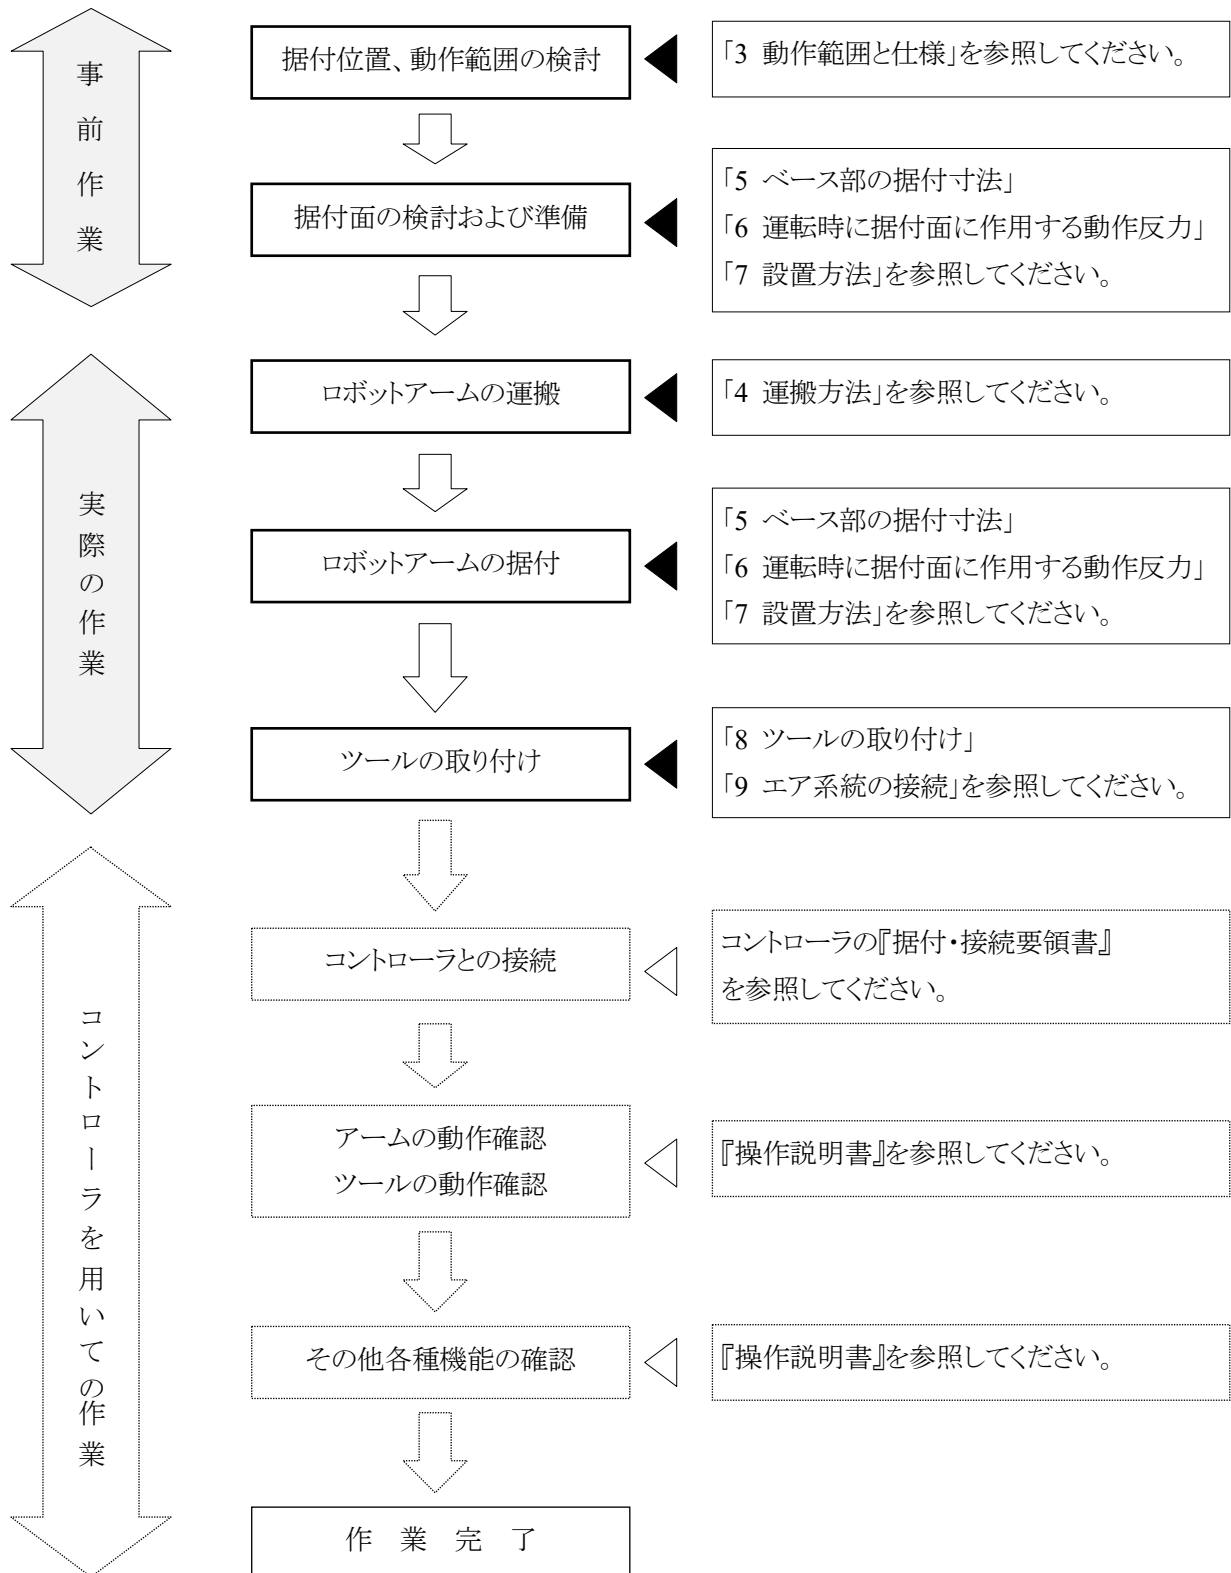 事前作業
据付位置、動作範囲の検討
「3 動作範囲と仕様」を参照してください。
据付面の検討および準備
「5 ベース部の据付寸法」
「6 運転時に据付面に作用する動作反力」
「7 設置方法」を参照してください。
実際の作業
ロボットアームの運搬
「4 運搬方法」を参照してください。
ロボットアームの据付
「5 ベース部の据付寸法」
「6 運転時に据付面に作用する動作反力」
「7 設置方法」を参照してください。
ツールの取り付け
「8 ツールの取り付け」
「9 エア系統の接続」を参照してください。
コントローラを用いての作業
コントローラとの接続
コントローラの『据付・接続要領書』
を参照してください。
アームの動作確認
ツールの動作確認
『操作説明書』を参照してください。
その他各種機能の確認
『操作説明書』を参照してください。
作 業 完 了